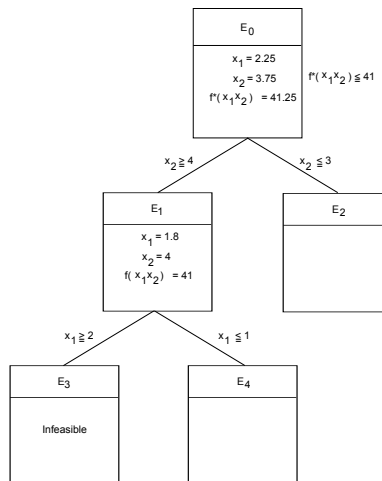 E₀
x₁ = 2.25
x₂ = 3.75
f*(x₁x₂) = 41.25
f*(x₁x₂) ≦ 41
x₂ ≧ 4
x₂ ≦ 3
E₁
x₁ = 1.8
x₂ = 4
f(x₁x₂) = 41
E₂
x₁ ≧ 2
x₁ ≦ 1
E₃
Infeasible
E₄